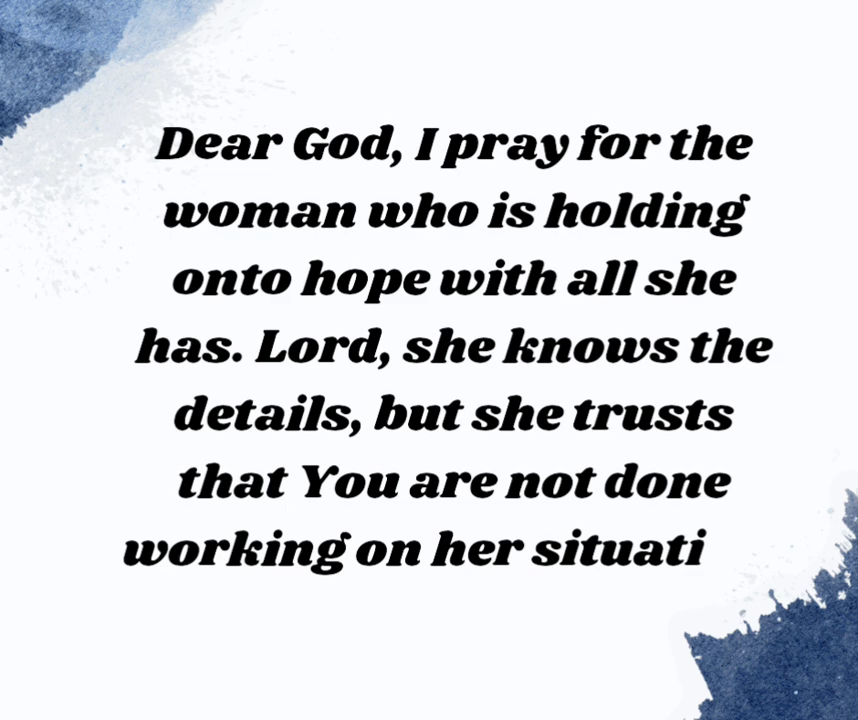 Dear God, I pray for the
woman who is holding
onto hope with all she
has. Lord, she knows the
details, but she trusts
that You are not done
working on her situati